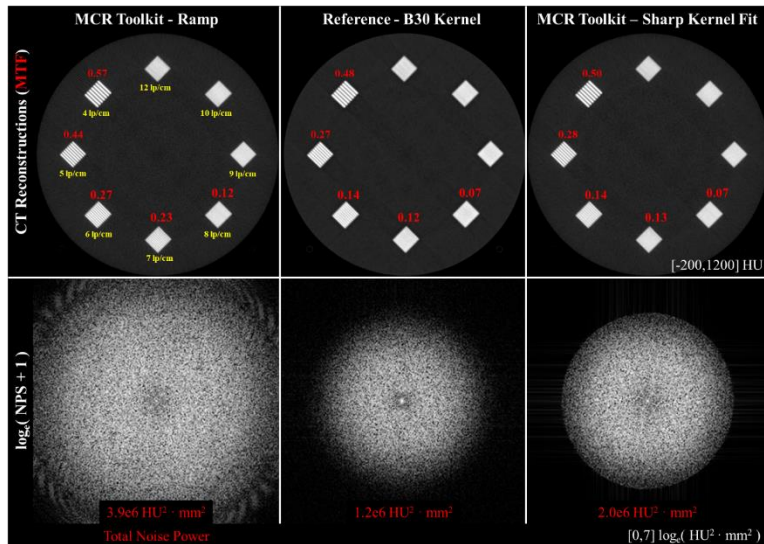 MCR Toolkit - Ramp
Reference - B30 Kernel
MCR Toolkit – Sharp Kernel Fit
CT Reconstructions (MTF)
0.57
4 lp/cm
12 lp/cm
10 lp/cm
0.44
5 lp/cm
9 lp/cm
0.27
6 lp/cm
0.23
7 lp/cm
0.12
8 lp/cm
0.48
0.27
0.14
0.12
0.07
0.50
0.28
0.14
0.13
0.07
[-200,1200] HU
logₑ( NPS + 1 )
3.9e6 HU² · mm²
Total Noise Power
1.2e6 HU² · mm²
2.0e6 HU² · mm²
[0,7] logₑ( HU² · mm² )